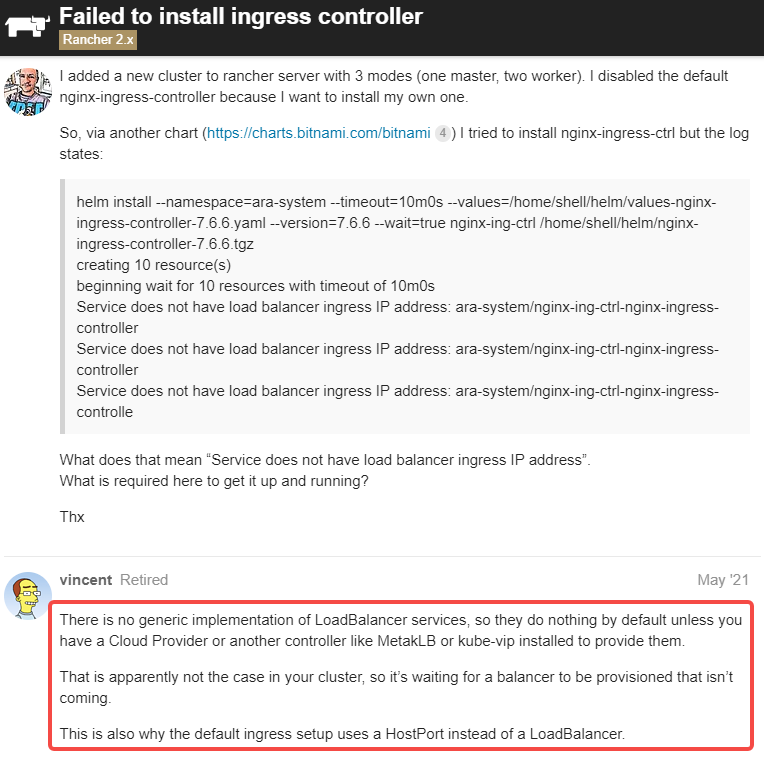 Failed to install ingress controller
Rancher 2.x
I added a new cluster to rancher server with 3 modes (one master, two worker). I disabled the default
nginx-ingress-controller because I want to install my own one.
So, via another chart (https://charts.bitnami.com/bitnami 4) I tried to install nginx-ingress-ctrl but the log
states:
helm install --namespace=ara-system --timeout=10m0s --values=/home/shell/helm/values-nginx-
ingress-controller-7.6.6.yaml --version=7.6.6 --wait=true nginx-ing-ctrl /home/shell/helm/nginx-
ingress-controller-7.6.6.tgz
creating 10 resource(s)
beginning wait for 10 resources with timeout of 10m0s
Service does not have load balancer ingress IP address: ara-system/nginx-ing-ctrl-nginx-ingress-
controller
Service does not have load balancer ingress IP address: ara-system/nginx-ing-ctrl-nginx-ingress-
controller
Service does not have load balancer ingress IP address: ara-system/nginx-ing-ctrl-nginx-ingress-
controlle
What does that mean “Service does not have load balancer ingress IP address”.
What is required here to get it up and running?
Thx
vincent Retired May '21
There is no generic implementation of LoadBalancer services, so they do nothing by default unless you
have a Cloud Provider or another controller like MetakLB or kube-vip installed to provide them.
That is apparently not the case in your cluster, so it’s waiting for a balancer to be provisioned that isn’t
coming.
This is also why the default ingress setup uses a HostPort instead of a LoadBalancer.